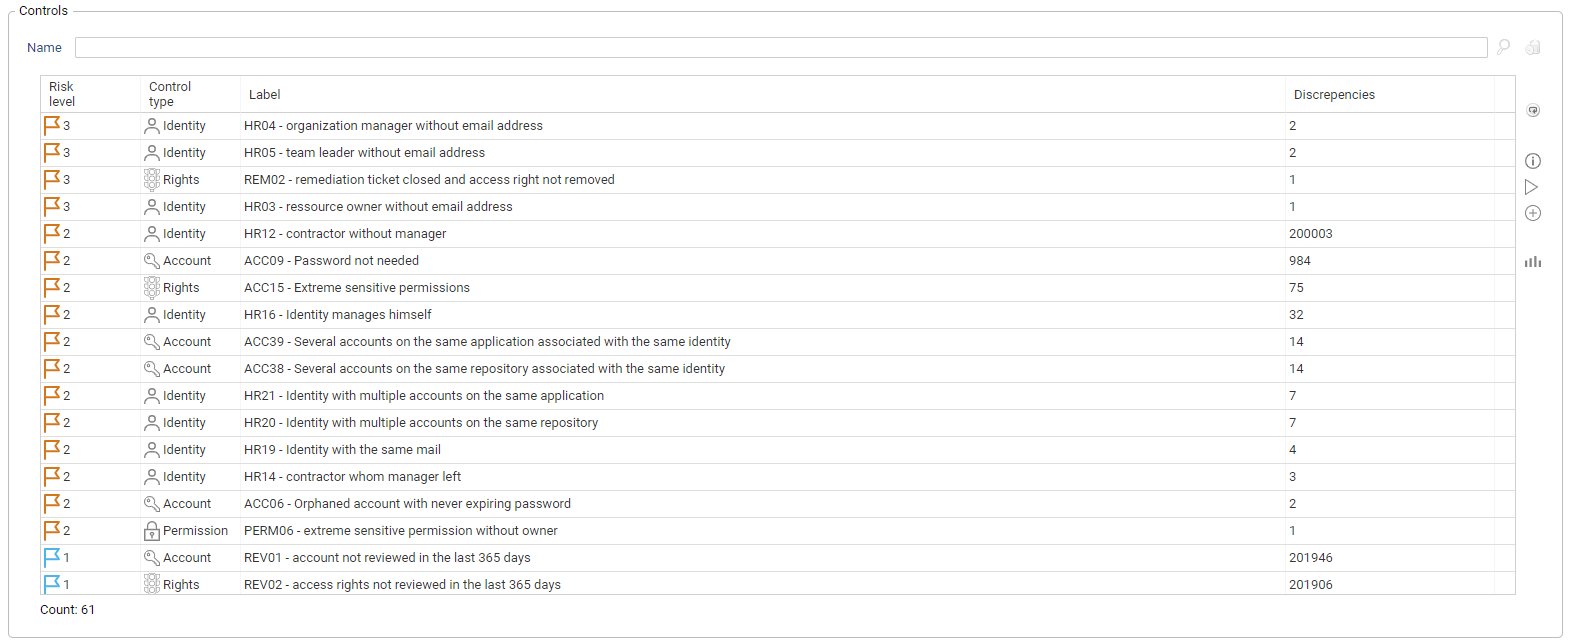 Controls
Name
Risk level Control type Label Discrepencies
3 Identity HR04 - organization manager without email address 2
3 Identity HR05 - team leader without email address 2
3 Rights REM02 - remediation ticket closed and access right not removed 1
3 Identity HR03 - ressource owner without email address 1
2 Identity HR12 - contractor without manager 200003
2 Account ACC09 - Password not needed 984
2 Rights ACC15 - Extreme sensitive permissions 75
2 Identity HR16 - Identity manages himself 32
2 Account ACC39 - Several accounts on the same application associated with the same identity 14
2 Account ACC38 - Several accounts on the same repository associated with the same identity 14
2 Identity HR21 - Identity with multiple accounts on the same application 7
2 Identity HR20 - Identity with multiple accounts on the same repository 7
2 Identity HR19 - Identity with the same mail 4
2 Identity HR14 - contractor whom manager left 3
2 Account ACC06 - Orphaned account with never expiring password 2
2 Permission PERM06 - extreme sensitive permission without owner 1
1 Account REV01 - account not reviewed in the last 365 days 201946
1 Rights REV02 - access rights not reviewed in the last 365 days 201906
Count: 61